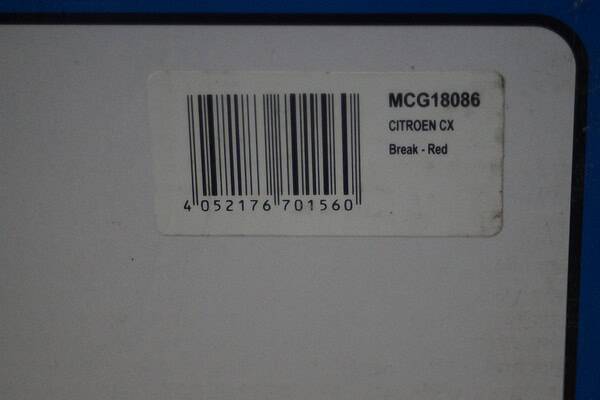 MCG18086
CITROEN CX
Break - Red
4 052176 701560